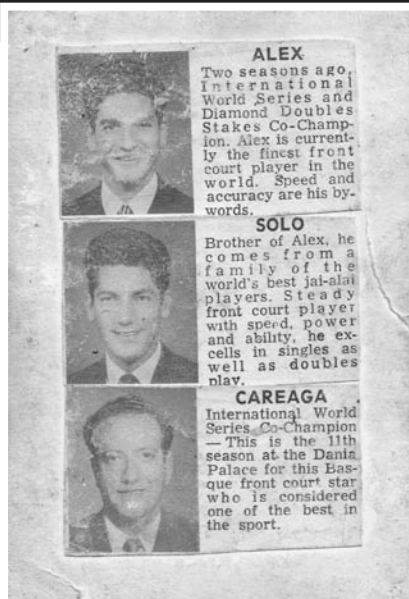 ALEX
Two seasons ago,
International
World Series and
Diamond Doubles
Stakes Co-Champ-
ion. Alex is current-
ly the finest front
court player in the
world. Speed and
accuracy are his by-
words.
SOLO
Brother of Alex, he
comes from a
family of the
world's best jai-alai
players. Steady
front court player
with speed, power
and ability, he ex-
cells in singles as
well as doubles
play.
CAREAGA
International World
Series Co-Champion
— This is the 11th
season at the Dania
Palace for this Bas-
que front court star
who is considered
one of the best in
the sport.